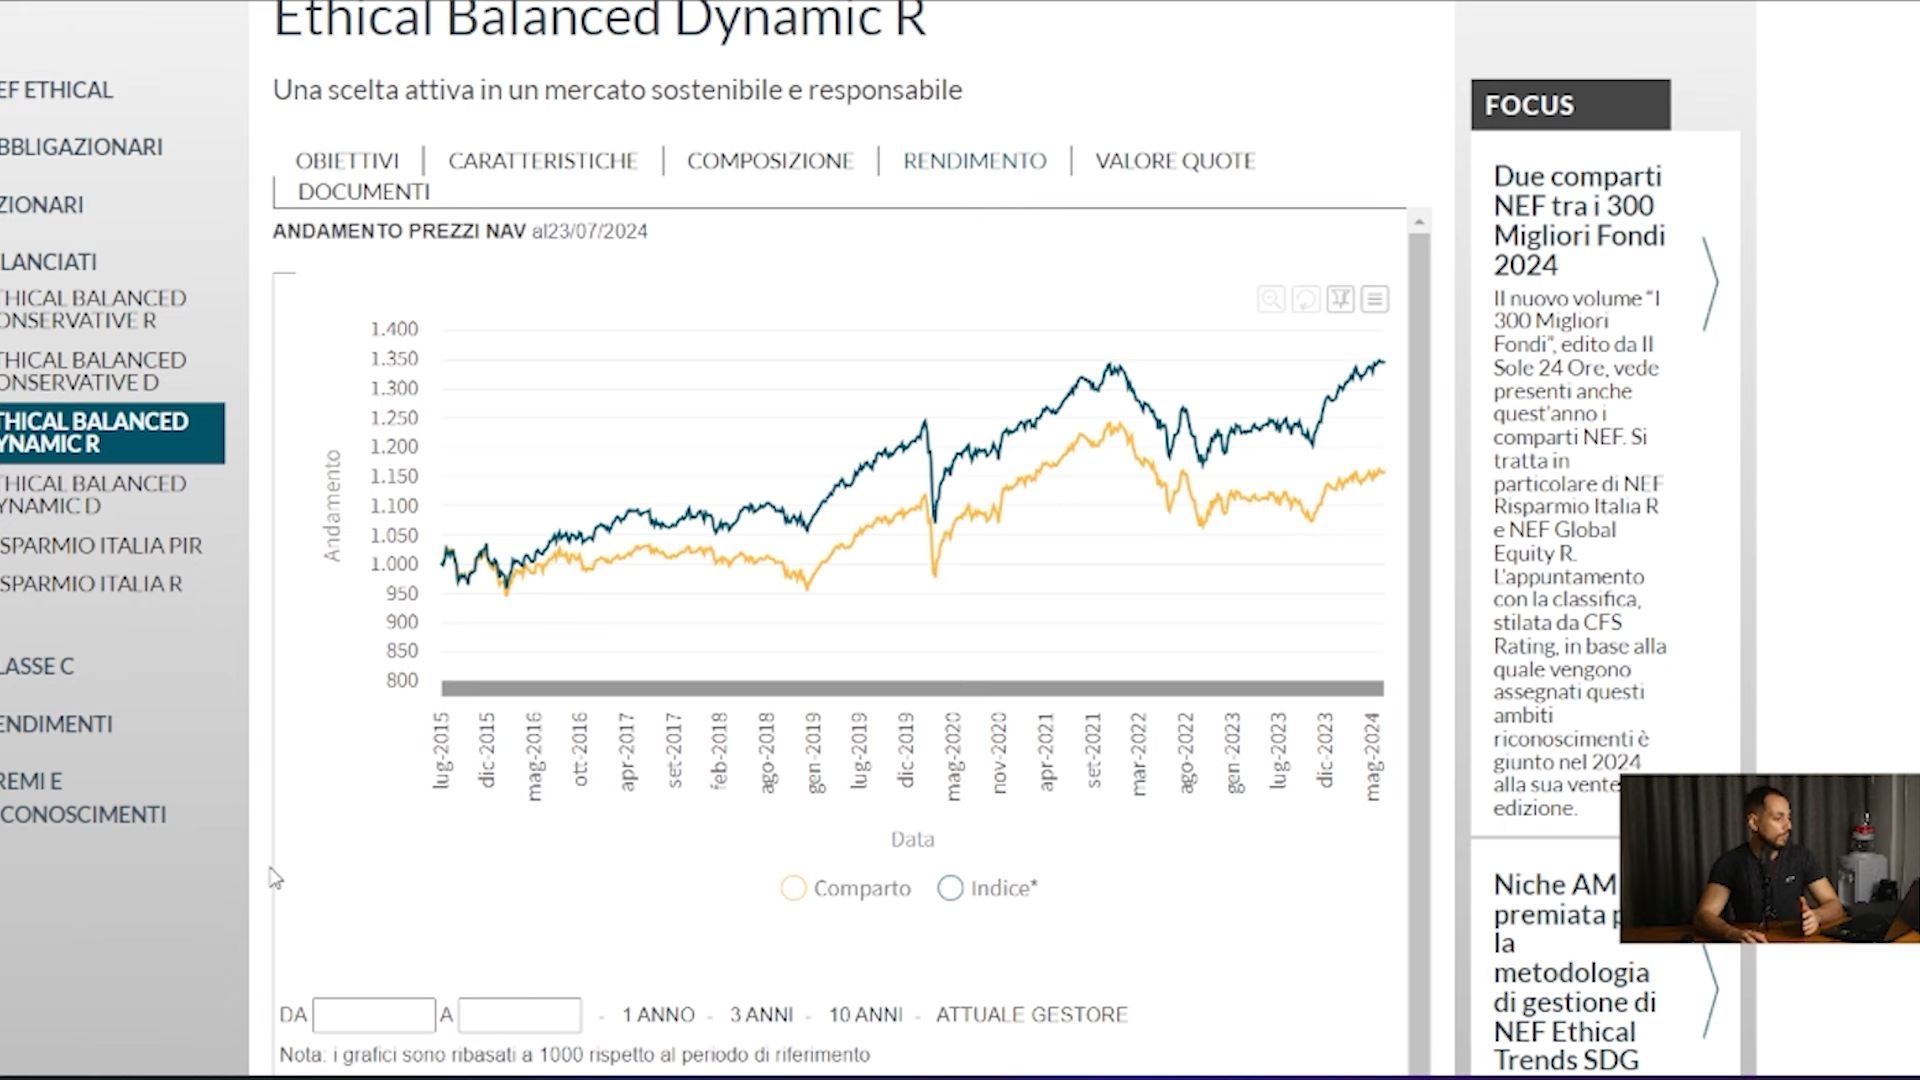 Ethical Balanced Dynamic R
Una scelta attiva in un mercato sostenibile e responsabile
OBIETTIVI
CARATTERISTICHE
COMPOSIZIONE
RENDIMENTO
VALORE QUOTE
DOCUMENTI
EF ETHICAL
BBLIGAZIONARI
ZIONARI
LANCIATI
THICAL BALANCED
ONSERVATIVE R
THICAL BALANCED
ONSERVATIVE D
THICAL BALANCED
YNAMIC R
THICAL BALANCED
YNAMIC D
SPARMIO ITALIA PIR
SPARMIO ITALIA R
LASSE C
ENDIMENTI
REMI E
CONOSCIMENTI
ANDAMENTO PREZZI NAV al23/07/2024
Andamento
1.400
1.350
1.300
1.250
1.200
1.150
1.100
1.050
1.000
950
900
850
800
lug-2015
dic-2015
mag-2016
ott-2016
apr-2017
set-2017
feb-2018
ago-2018
gen-2019
lug-2019
dic-2019
mag-2020
nov-2020
apr-2021
set-2021
mar-2022
ago-2022
gen-2023
lug-2023
dic-2023
mag-2024
Data
Comparto
Indice*
DA
A
- 1 ANNO - 3 ANNI - 10 ANNI - ATTUALE GESTORE
Nota: i grafici sono ribasati a 1000 rispetto al periodo di riferimento
FOCUS
Due comparti
NEF tra i 300
Migliori Fondi
2024
Il nuovo volume “I
300 Migliori
Fondi”, edito da Il
Sole 24 Ore, vede
presenti anche
quest’anno i
comparti NEF. Si
tratta in
particolare di NEF
Risparmio Italia R
e NEF Global
Equity R.
L’appuntamento
con la classifica,
stilata da CFS
Rating, in base alla
quale vengono
assegnati questi
ambiti
riconoscimenti è
giunto nel 2024
alla sua vente
edizione.
Niche AM
premiata p
la
metodologia
di gestione di
NEF Ethical
Trends SDG